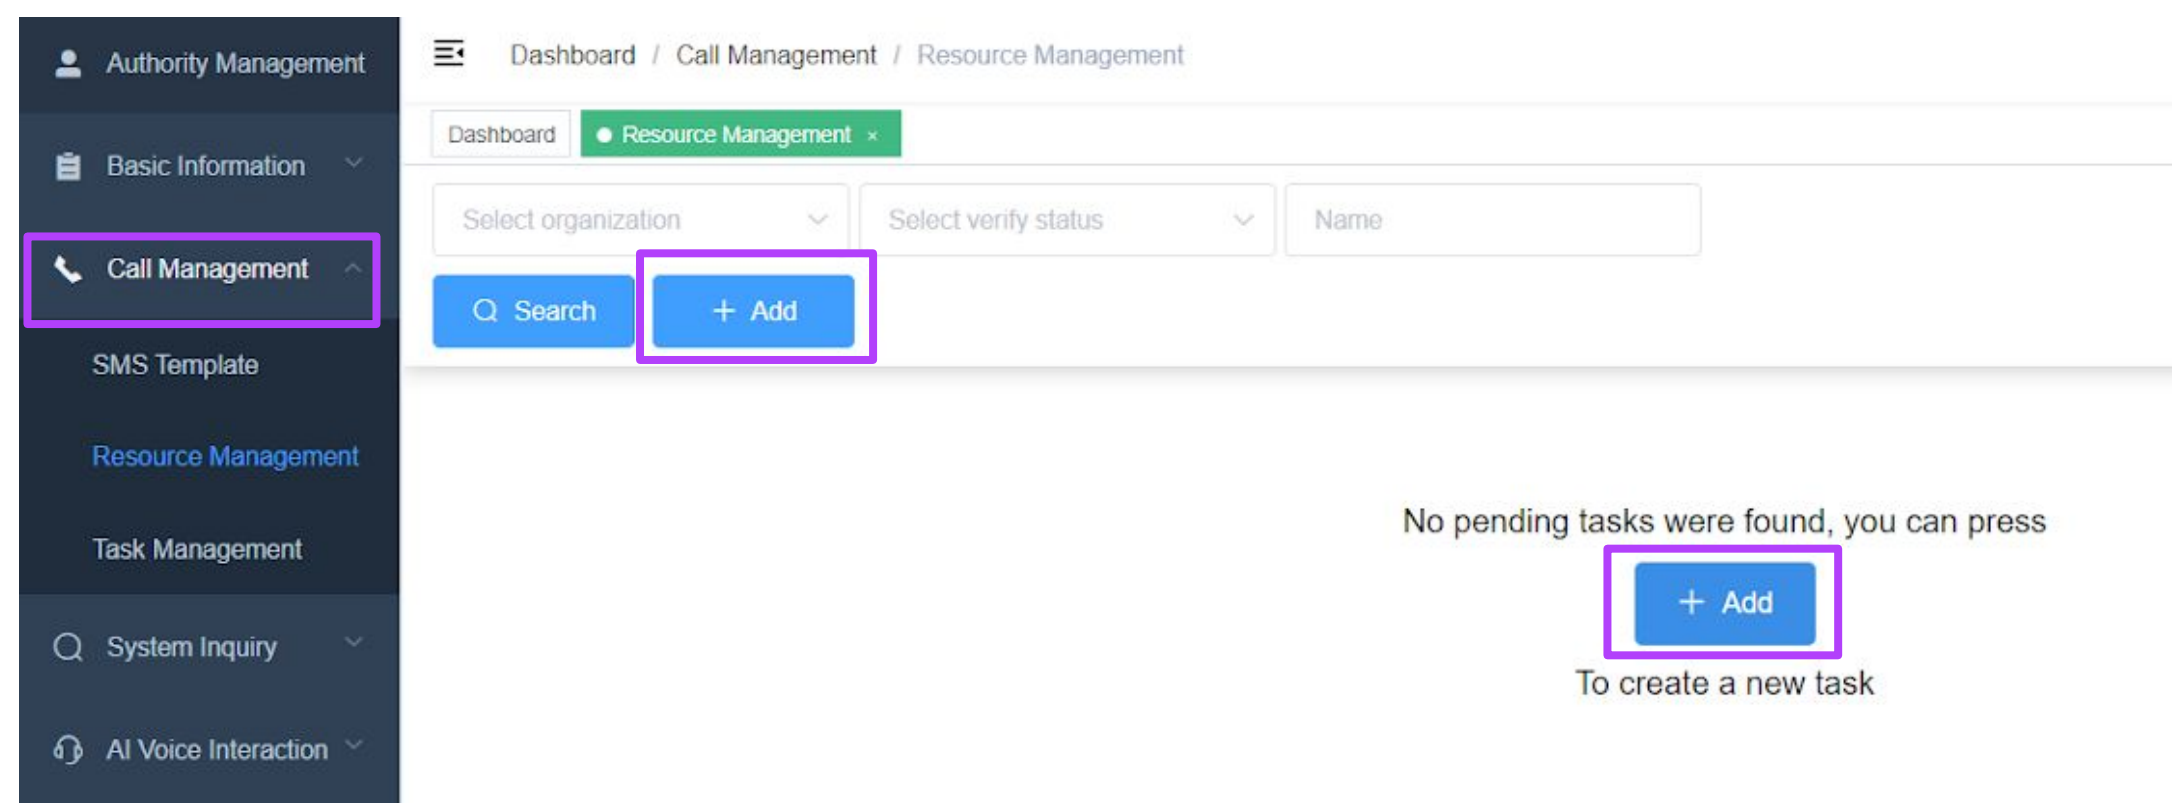 Authority Management
Basic Information
Call Management
SMS Template
Resource Management
Task Management
System Inquiry
AI Voice Interaction
Dashboard / Call Management / Resource Management
Dashboard
Resource Management ×
Select organization
Select verify status
Name
Search
+ Add
No pending tasks were found, you can press
+ Add
To create a new task